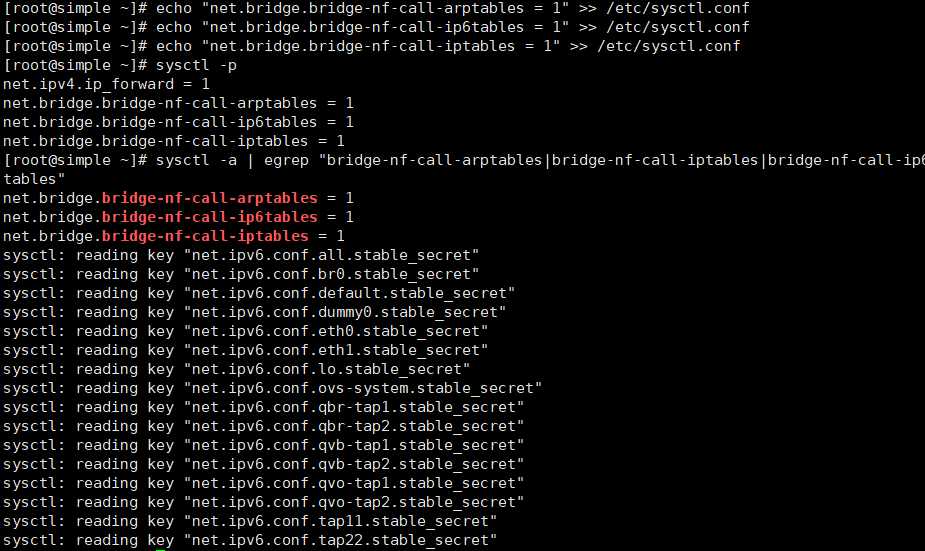 [root@simple ~]# echo "net.bridge.bridge-nf-call-arptables = 1" >> /etc/sysctl.conf
[root@simple ~]# echo "net.bridge.bridge-nf-call-ip6tables = 1" >> /etc/sysctl.conf
[root@simple ~]# echo "net.bridge.bridge-nf-call-iptables = 1" >> /etc/sysctl.conf
[root@simple ~]# sysctl -p
net.ipv4.ip_forward = 1
net.bridge.bridge-nf-call-arptables = 1
net.bridge.bridge-nf-call-ip6tables = 1
net.bridge.bridge-nf-call-iptables = 1
[root@simple ~]# sysctl -a | egrep "bridge-nf-call-arptables|bridge-nf-call-iptables|bridge-nf-call-ip6
tables"
net.bridge.bridge-nf-call-arptables = 1
net.bridge.bridge-nf-call-ip6tables = 1
net.bridge.bridge-nf-call-iptables = 1
sysctl: reading key "net.ipv6.conf.all.stable_secret"
sysctl: reading key "net.ipv6.conf.br0.stable_secret"
sysctl: reading key "net.ipv6.conf.default.stable_secret"
sysctl: reading key "net.ipv6.conf.dummy0.stable_secret"
sysctl: reading key "net.ipv6.conf.eth0.stable_secret"
sysctl: reading key "net.ipv6.conf.eth1.stable_secret"
sysctl: reading key "net.ipv6.conf.lo.stable_secret"
sysctl: reading key "net.ipv6.conf.ovs-system.stable_secret"
sysctl: reading key "net.ipv6.conf.qbr-tap1.stable_secret"
sysctl: reading key "net.ipv6.conf.qbr-tap2.stable_secret"
sysctl: reading key "net.ipv6.conf.qvb-tap1.stable_secret"
sysctl: reading key "net.ipv6.conf.qvb-tap2.stable_secret"
sysctl: reading key "net.ipv6.conf.qvo-tap1.stable_secret"
sysctl: reading key "net.ipv6.conf.qvo-tap2.stable_secret"
sysctl: reading key "net.ipv6.conf.tap11.stable_secret"
sysctl: reading key "net.ipv6.conf.tap22.stable_secret"